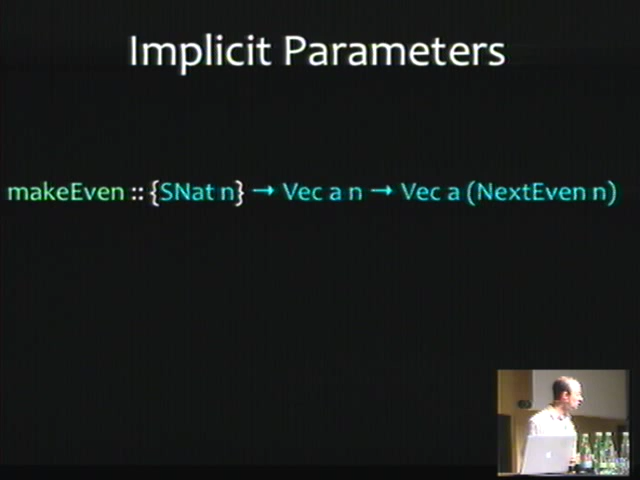 Implicit Parameters
makeEven :: {SNat n} → Vec a n → Vec a (NextEven n)